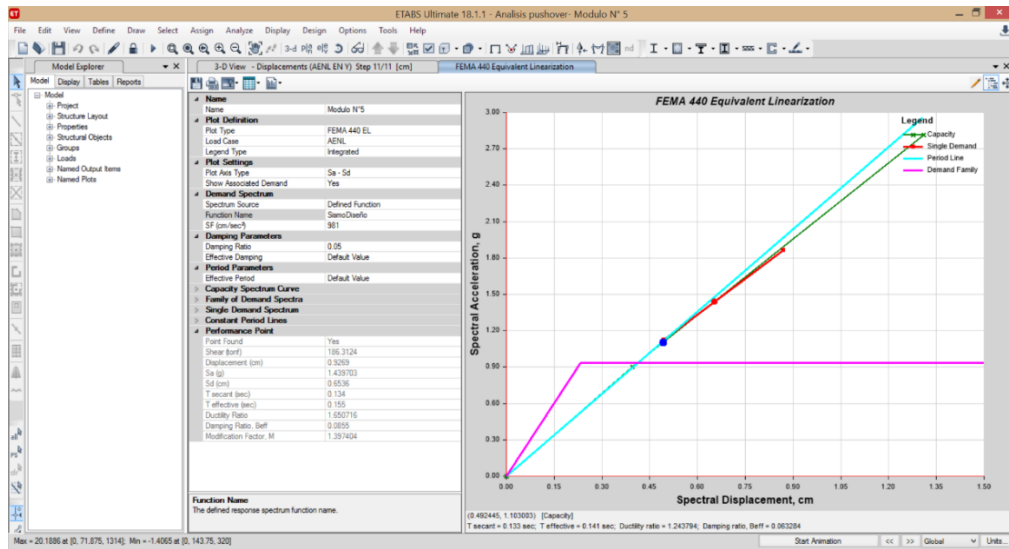 ETABS Ultimate 18.1.1 - Analisis pushover- Modulo N° 5
File Edit View Define Draw Select Assign Analyze Display Design Options Tools Help
Model Explorer
3-D View - Displacements (AENL EN Y) Step 11/11 [cm]
FEMA 440 Equivalent Linearization
Model Display Tables Reports
Model
Project
Structure Layout
Properties
Structural Objects
Groups
Loads
Named Output Items
Named Plots
Name
Name Modulo N°5
Plot Definition
Plot Type FEMA 440 EL
Load Case AENL
Legend Type Integrated
Plot Settings
Plot Axis Type Sa - Sd
Show Associated Demand Yes
Demand Spectrum
Spectrum Source Defined Function
Function Name SismoDiseño
SF (cm/sec²) 981
Damping Parameters
Damping Ratio 0.05
Effective Damping Default Value
Period Parameters
Effective Period Default Value
Capacity Spectrum Curve
Family of Demand Spectra
Single Demand Spectrum
Constant Period Lines
Performance Point
Point Found Yes
Shear (tonf) 186.3124
Displacement (cm) 0.9269
Sa (g) 1.439703
Sd (cm) 0.6536
T secant (sec) 0.134
T effective (sec) 0.155
Ductility Ratio 1.650716
Damping Ratio, Beff 0.0855
Modification Factor, M 1.397404
Function Name
The defined response spectrum function name.
FEMA 440 Equivalent Linearization
Legend
Capacity
Single Demand
Period Line
Demand Family
Spectral Acceleration, g
3.00
2.70
2.40
2.10
1.80
1.50
1.20
0.90
0.60
0.30
0.00
0.00 0.15 0.30 0.45 0.60 0.75 0.90 1.05 1.20 1.35 1.50
Spectral Displacement, cm
(0.492445, 1.103003) [Capacity]
T secant = 0.133 sec; T effective = 0.141 sec; Ductility ratio = 1.243794; Damping ratio, Beff = 0.063284
Max = 20.1886 at [0, 71.875, 1314]; Min = -1.4065 at [0, 143.75, 320]
Start Animation << >> Global Units...